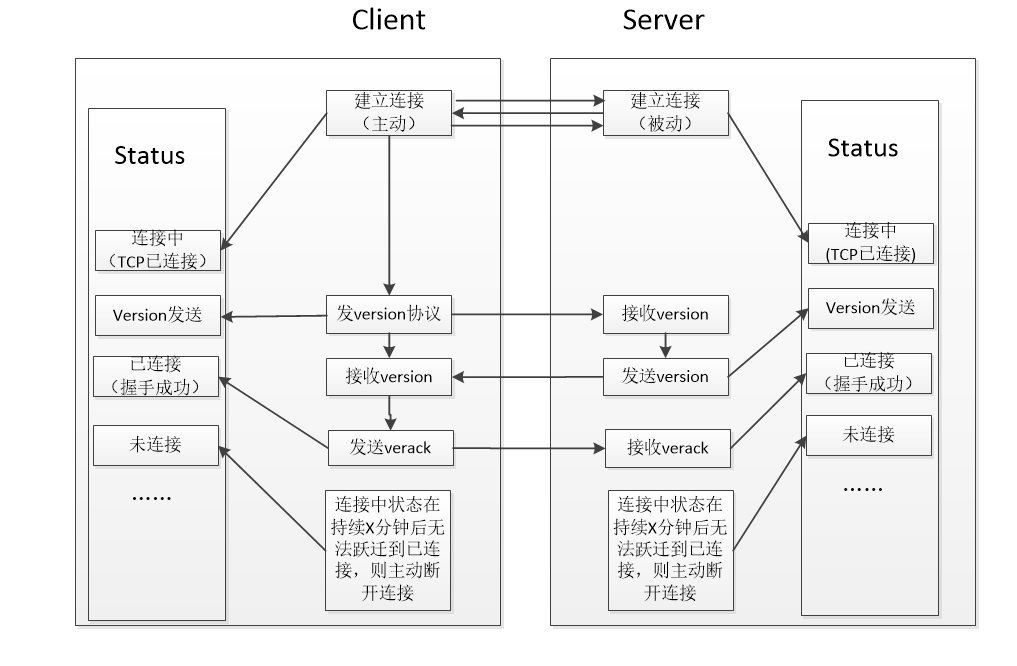 Client
Server
Status
建立连接
（主动）
建立连接
（被动）
Status
连接中
（TCP已连接）
连接中
(TCP已连接)
Version发送
发version协议
接收version
Version发送
已连接
（握手成功）
接收version
发送version
已连接
（握手成功）
未连接
发送verack
接收verack
未连接
……
……
连接中状态在
持续X分钟后无
法跃迁到已连
接，则主动断
开连接
连接中状态在
持续X分钟后无
法跃迁到已连
接，则主动断
开连接